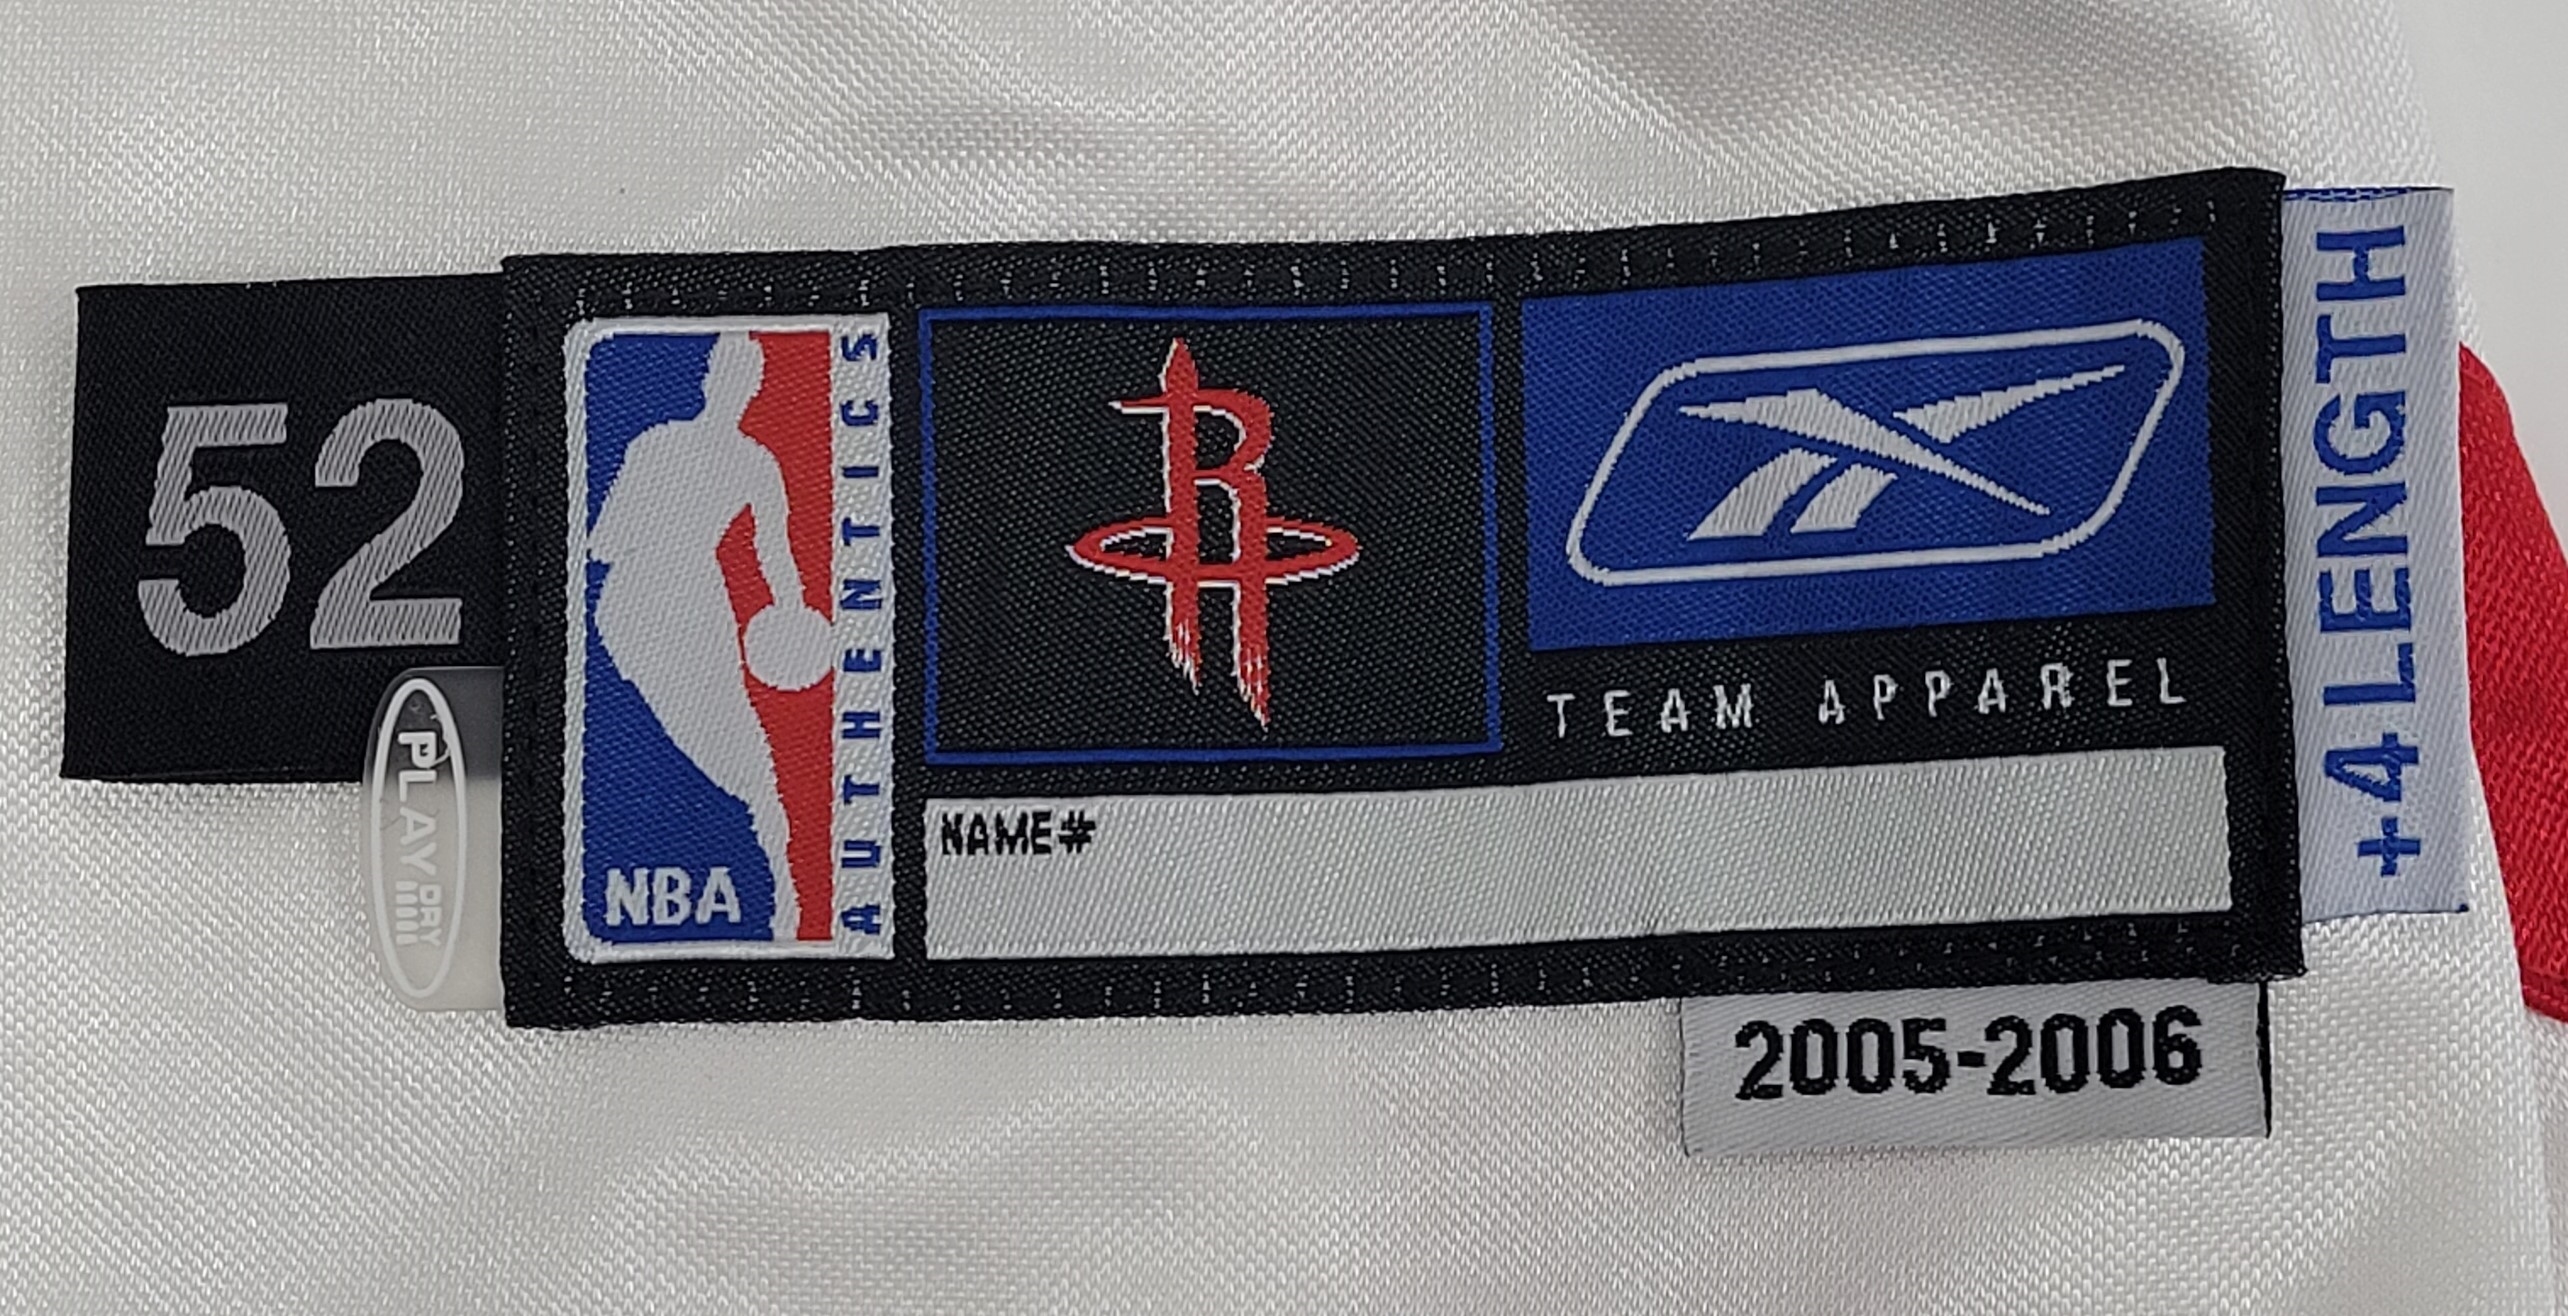 52
PLAY
DRY
NBA
AUTHENTICS
R
TEAM APPAREL
NAME#
+4 LENGTH
2005-2006